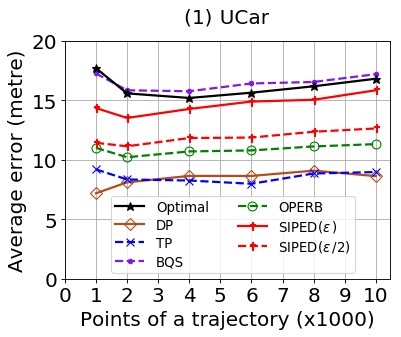 (1) UCar
Average error (metre)
20
15
10
5
0
Optimal
DP
TP
BQS
OPERB
SIPED(ε)
SIPED(ε/2)
0 1 2 3 4 5 6 7 8 9 10
Points of a trajectory (x1000)